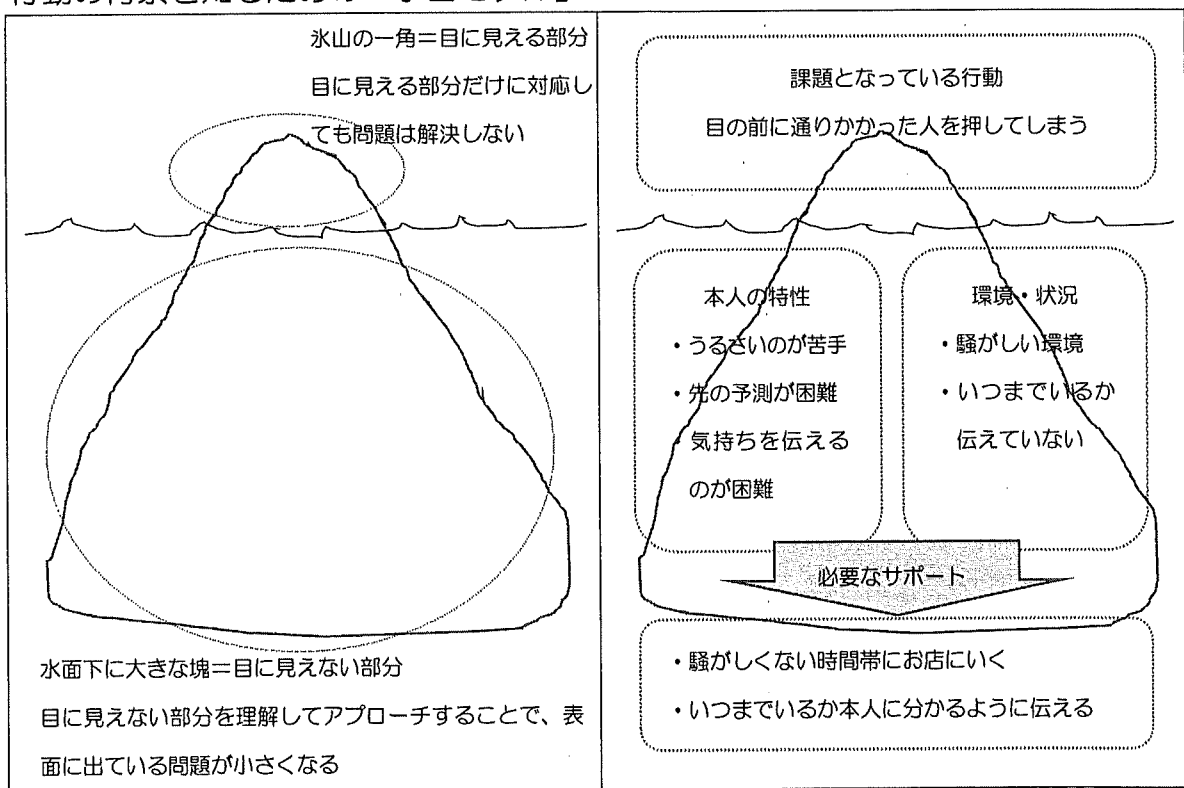 氷山の一角=目に見える部分
目に見える部分だけに対応し
ても問題は解決しない
水面下に大きな塊=目に見えない部分
目に見えない部分を理解してアプローチすることで、表
面に出ている問題が小さくなる
課題となっている行動
目の前に通りかかった人を押してしまう
本人の特性
・うるさいのが苦手
・先の予測が困難
・気持ちを伝える
のが困難
環境・状況
・騒がしい環境
・いつまでいるか
伝えていない
必要なサポート
・騒がしくない時間帯にお店にいく
・いつまでいるか本人に分かるように伝える